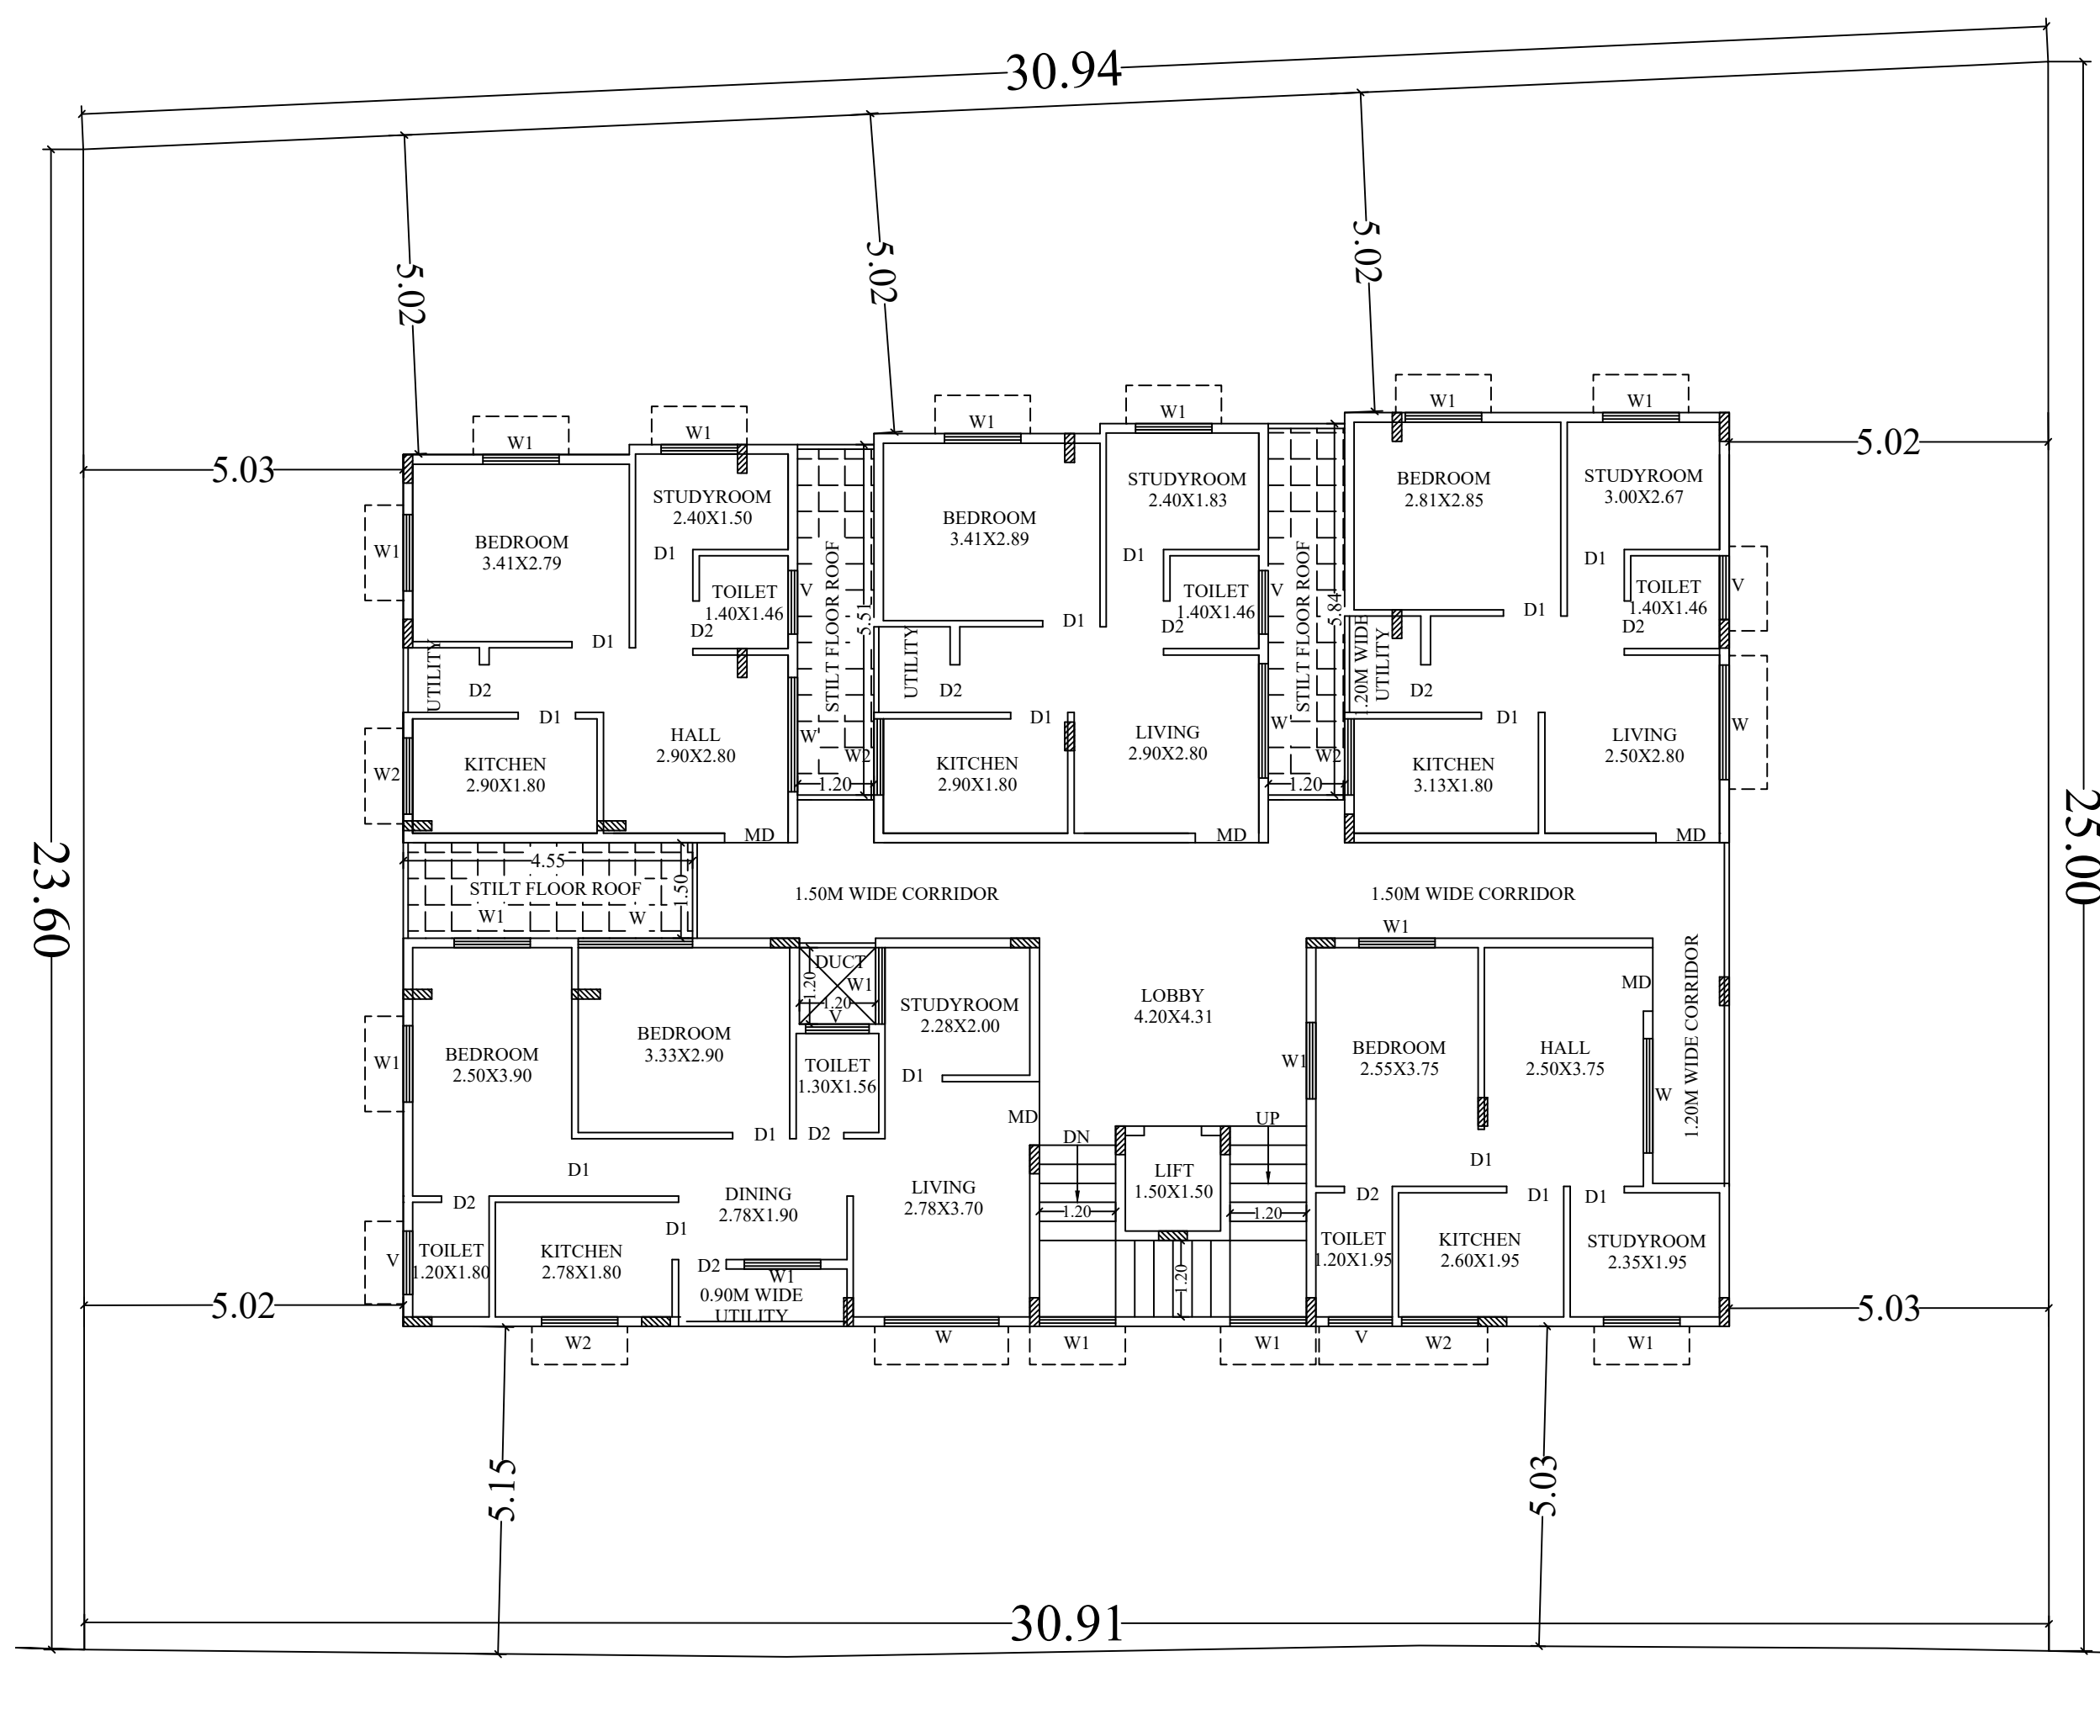 30.94
5.02
5.02
5.02
W1
W1
W1
W1
W1
W1
5.03
5.02
BEDROOM
3.41X2.79
STUDYROOM
2.40X1.50
BEDROOM
3.41X2.89
STUDYROOM
2.40X1.83
BEDROOM
2.81X2.85
STUDYROOM
3.00X2.67
W1
D1
D1
D1
TOILET
1.40X1.46
V
TOILET
1.40X1.46
V
TOILET
1.40X1.46
V
STILT FLOOR ROOF
5.51
STILT FLOOR ROOF
5.84
D1
D2
D1
D2
D1
D2
UTILITY
D2
UTILITY
D2
1.20M WIDE
UTILITY
D2
D1
D1
D1
HALL
2.90X2.80
W
LIVING
2.90X2.80
W
LIVING
2.50X2.80
W
W2
KITCHEN
2.90X1.80
W2
1.20
KITCHEN
2.90X1.80
W2
1.20
KITCHEN
3.13X1.80
MD
MD
MD
23.60
25.00
4.55
STILT FLOOR ROOF
1.50
W1
W
1.50M WIDE CORRIDOR
1.50M WIDE CORRIDOR
W1
DUCT
1.20
W1
1.20
V
STUDYROOM
2.28X2.00
LOBBY
4.20X4.31
MD
1.20M WIDE CORRIDOR
W1
BEDROOM
2.50X3.90
BEDROOM
3.33X2.90
TOILET
1.30X1.56
D1
W1
BEDROOM
2.55X3.75
HALL
2.50X3.75
W
MD
D1
D2
DN
UP
D1
D1
LIFT
1.50X1.50
D2
DINING
2.78X1.90
LIVING
2.78X3.70
1.20
1.20
D2
D1
D1
D1
V
TOILET
1.20X1.80
KITCHEN
2.78X1.80
D2
W1
0.90M WIDE
UTILITY
1.20
TOILET
1.20X1.95
KITCHEN
2.60X1.95
STUDYROOM
2.35X1.95
5.02
5.03
W2
W
W1
W1
V
W2
W1
5.15
5.03
30.91